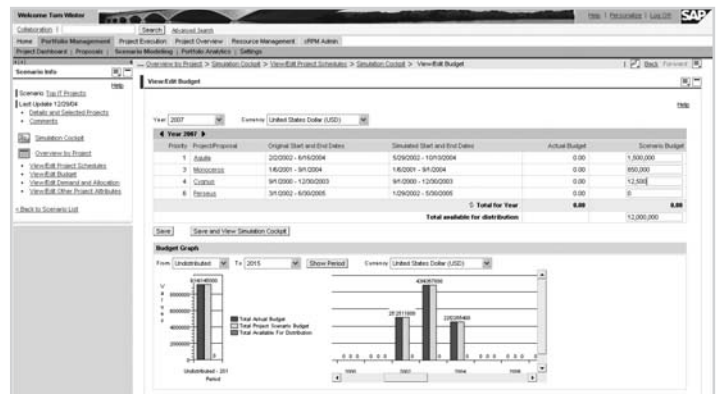 Welcome Tom Winter
Help | Personalize | Log Off
SAP
Collaboration |
Search
Advanced Search
Home Portfolio Management Project Execution Project Overview Resource Management cRPM Admin
Project Dashboard | Proposals | Scenario Modeling | Portfolio Analytics | Settings
Overview by Project > Simulation Cockpit > View/Edit Project Schedules > Simulation Cockpit > View/Edit Budget
Back Forward
Scenario Info
Help
Scenario Top IT Projects
Last Update 12/29/04
Details and Selected Projects
Comments
Simulation Cockpit
Overview by Project
View/Edit Project Schedules
View/Edit Budget
View/Edit Demand and Allocation
View/Edit Other Project Attributes
< Back to Scenario List
View/Edit Budget
Help
Year 2007 Currency United States Dollar (USD)
Year 2007
Priority Project/Proposal Original Start and End Dates Simulated Start and End Dates Actual Budget Scenario Budget
1 Aquila 2/2/2002 - 6/15/2004 5/29/2002 - 10/10/2004 0.00 1,500,000
3 Monoceros 1/6/2001 - 9/1/2004 1/6/2001 - 9/1/2004 0.00 850,000
4 Cygnus 9/1/2000 - 12/30/2003 9/1/2000 - 12/30/2003 0.00 12,500
6 Perseus 3/1/2002 - 6/30/2005 1/29/2002 - 5/30/2005 0.00 0
Total for Year 0.00 0.00
Total available for distribution 12,000,000
Save Save and View Simulation Cockpit
Budget Graph
From Undistributed To 2015 Show Period Currency United States Dollar (USD)
Values
Total Actual Budget
Total Project Scenario Budget
Total Available For Distribution
Undistributed - 201
Period
2000 2002 2004 2006